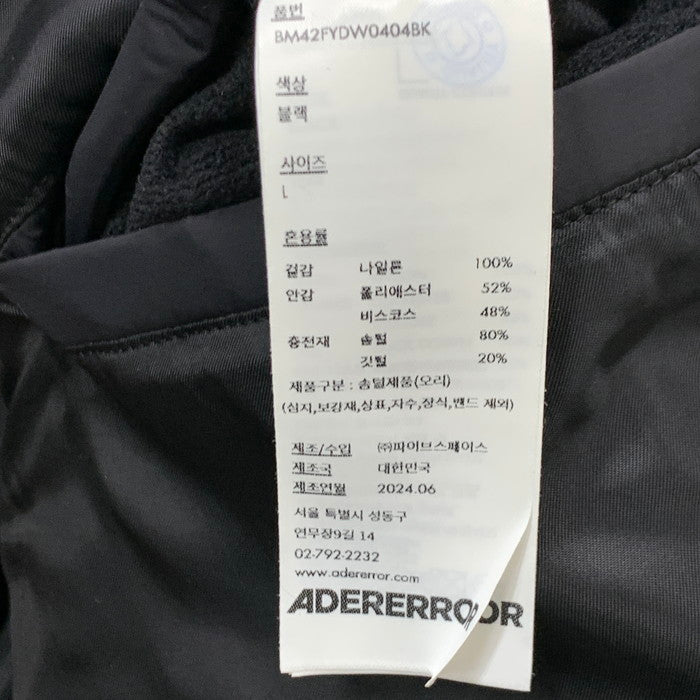 품번
BM42FYDW0404BK
색상
블랙
사이즈
L
혼용률
겉감 나일론 100%
안감 폴리에스터 52%
비스코스 48%
충전재 솜털 80%
깃털 20%
제품구분 : 솜털제품(오리)
(심지,보강재,상표,자수,장식,밴드 제외)
제조/수입 ㈜파이브스페이스
제조국 대한민국
제조연월 2024.06
서울 특별시 성동구
연무장9길 14
02-792-2232
www.adererror.com
ADERERROR